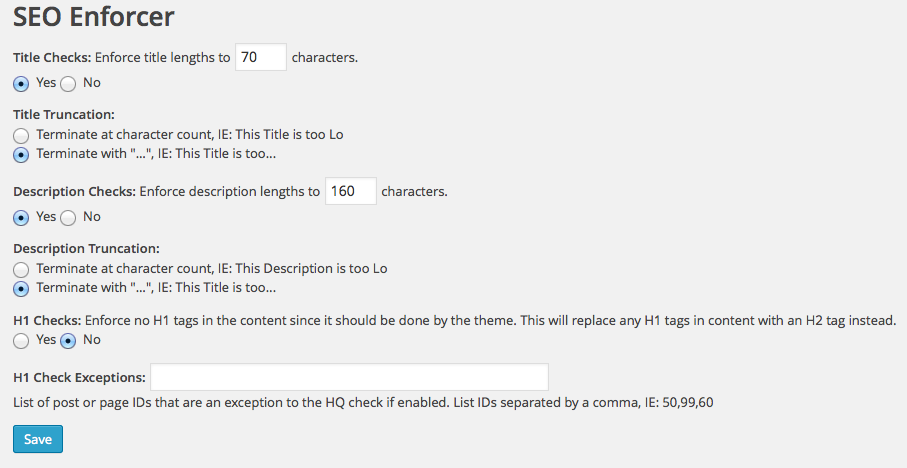 SEO Enforcer
Title Checks: Enforce title lengths to 70 characters.
Yes No
Title Truncation:
Terminate at character count, IE: This Title is too Lo
Terminate with "...", IE: This Title is too...
Description Checks: Enforce description lengths to 160 characters.
Yes No
Description Truncation:
Terminate at character count, IE: This Description is too Lo
Terminate with "...", IE: This Title is too...
H1 Checks: Enforce no H1 tags in the content since it should be done by the theme. This will replace any H1 tags in content with an H2 tag instead.
Yes No
H1 Check Exceptions:
List of post or page IDs that are an exception to the HQ check if enabled. List IDs separated by a comma, IE: 50,99,60
Save